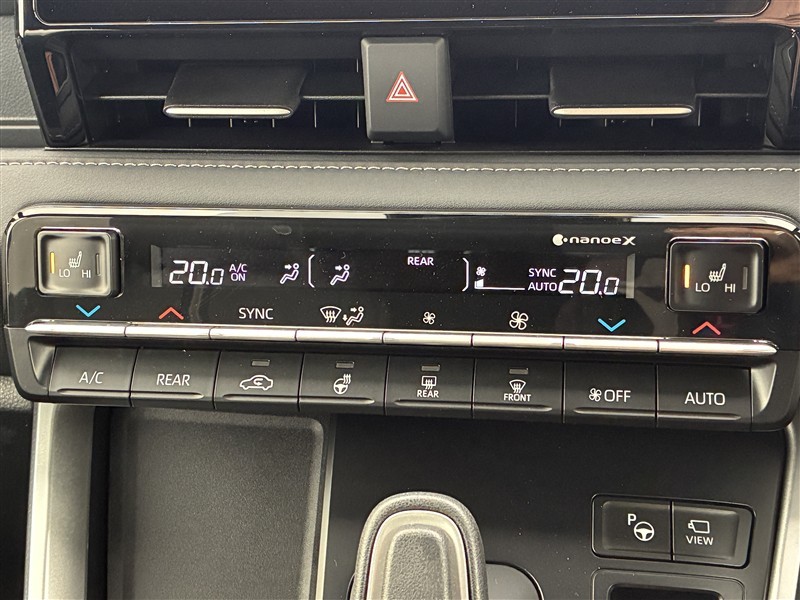 nanoeX
LO HI
20.0 A/C ON
REAR
SYNC AUTO 20.0
LO HI
SYNC
A/C
REAR
REAR
FRONT
OFF
AUTO
P
VIEW